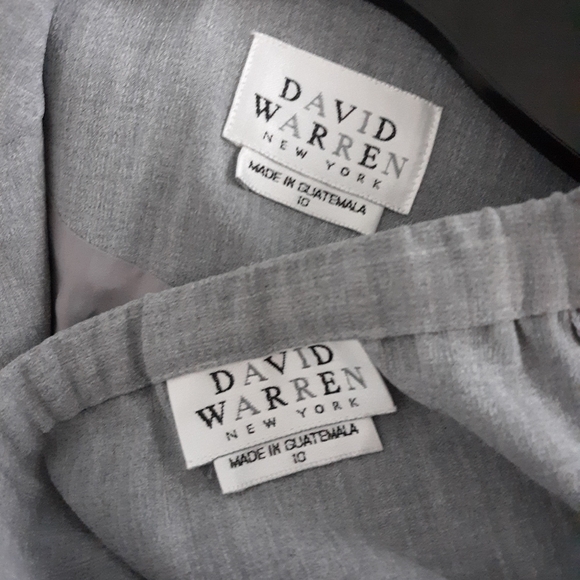 DAVID
WARREN
NEW YORK
MADE IN GUATEMALA
10
DAVID
WARREN
NEW YORK
MADE IN GUATEMALA
10